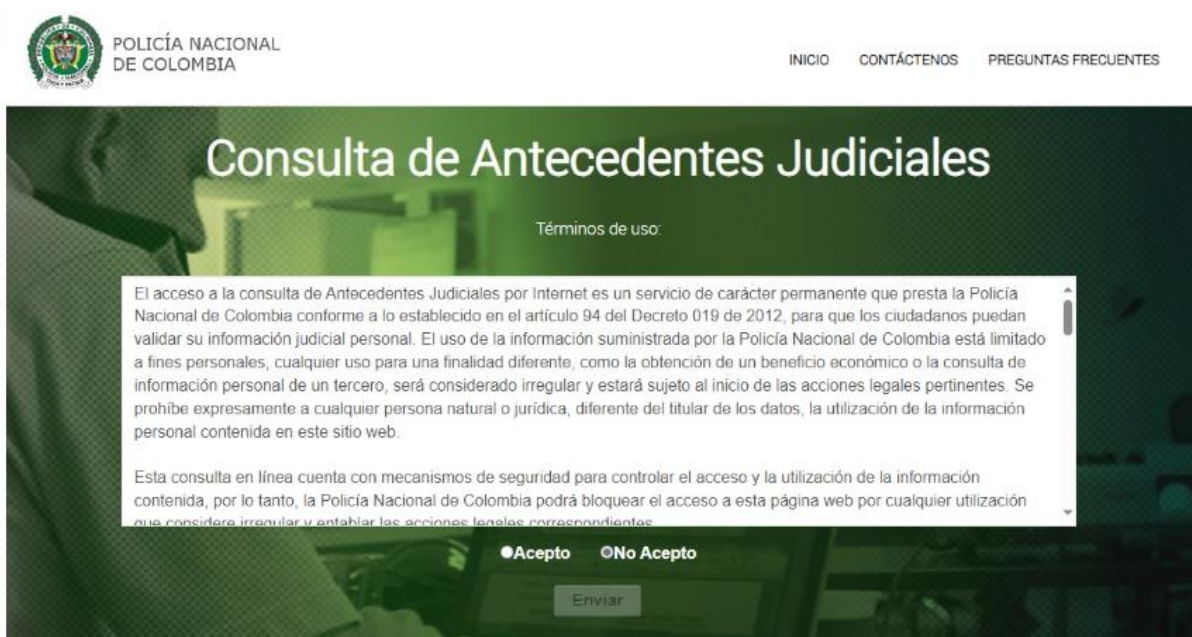 POLICÍA NACIONAL
DE COLOMBIA
INICIO CONTÁCTENOS PREGUNTAS FRECUENTES
Consulta de Antecedentes Judiciales
Términos de uso:
El acceso a la consulta de Antecedentes Judiciales por Internet es un servicio de carácter permanente que presta la Policía
Nacional de Colombia conforme a lo establecido en el artículo 94 del Decreto 019 de 2012, para que los ciudadanos puedan
validar su información judicial personal. El uso de la información suministrada por la Policía Nacional de Colombia está limitado
a fines personales, cualquier uso para una finalidad diferente, como la obtención de un beneficio económico o la consulta de
información personal de un tercero, será considerado irregular y estará sujeto al inicio de las acciones legales pertinentes. Se
prohíbe expresamente a cualquier persona natural o jurídica, diferente del titular de los datos, la utilización de la información
personal contenida en este sitio web.
Esta consulta en línea cuenta con mecanismos de seguridad para controlar el acceso y la utilización de la información
contenida, por lo tanto, la Policía Nacional de Colombia podrá bloquear el acceso a esta página web por cualquier utilización
que considere irregular y entablar las acciones legales correspondientes
Acepto No Acepto
Enviar